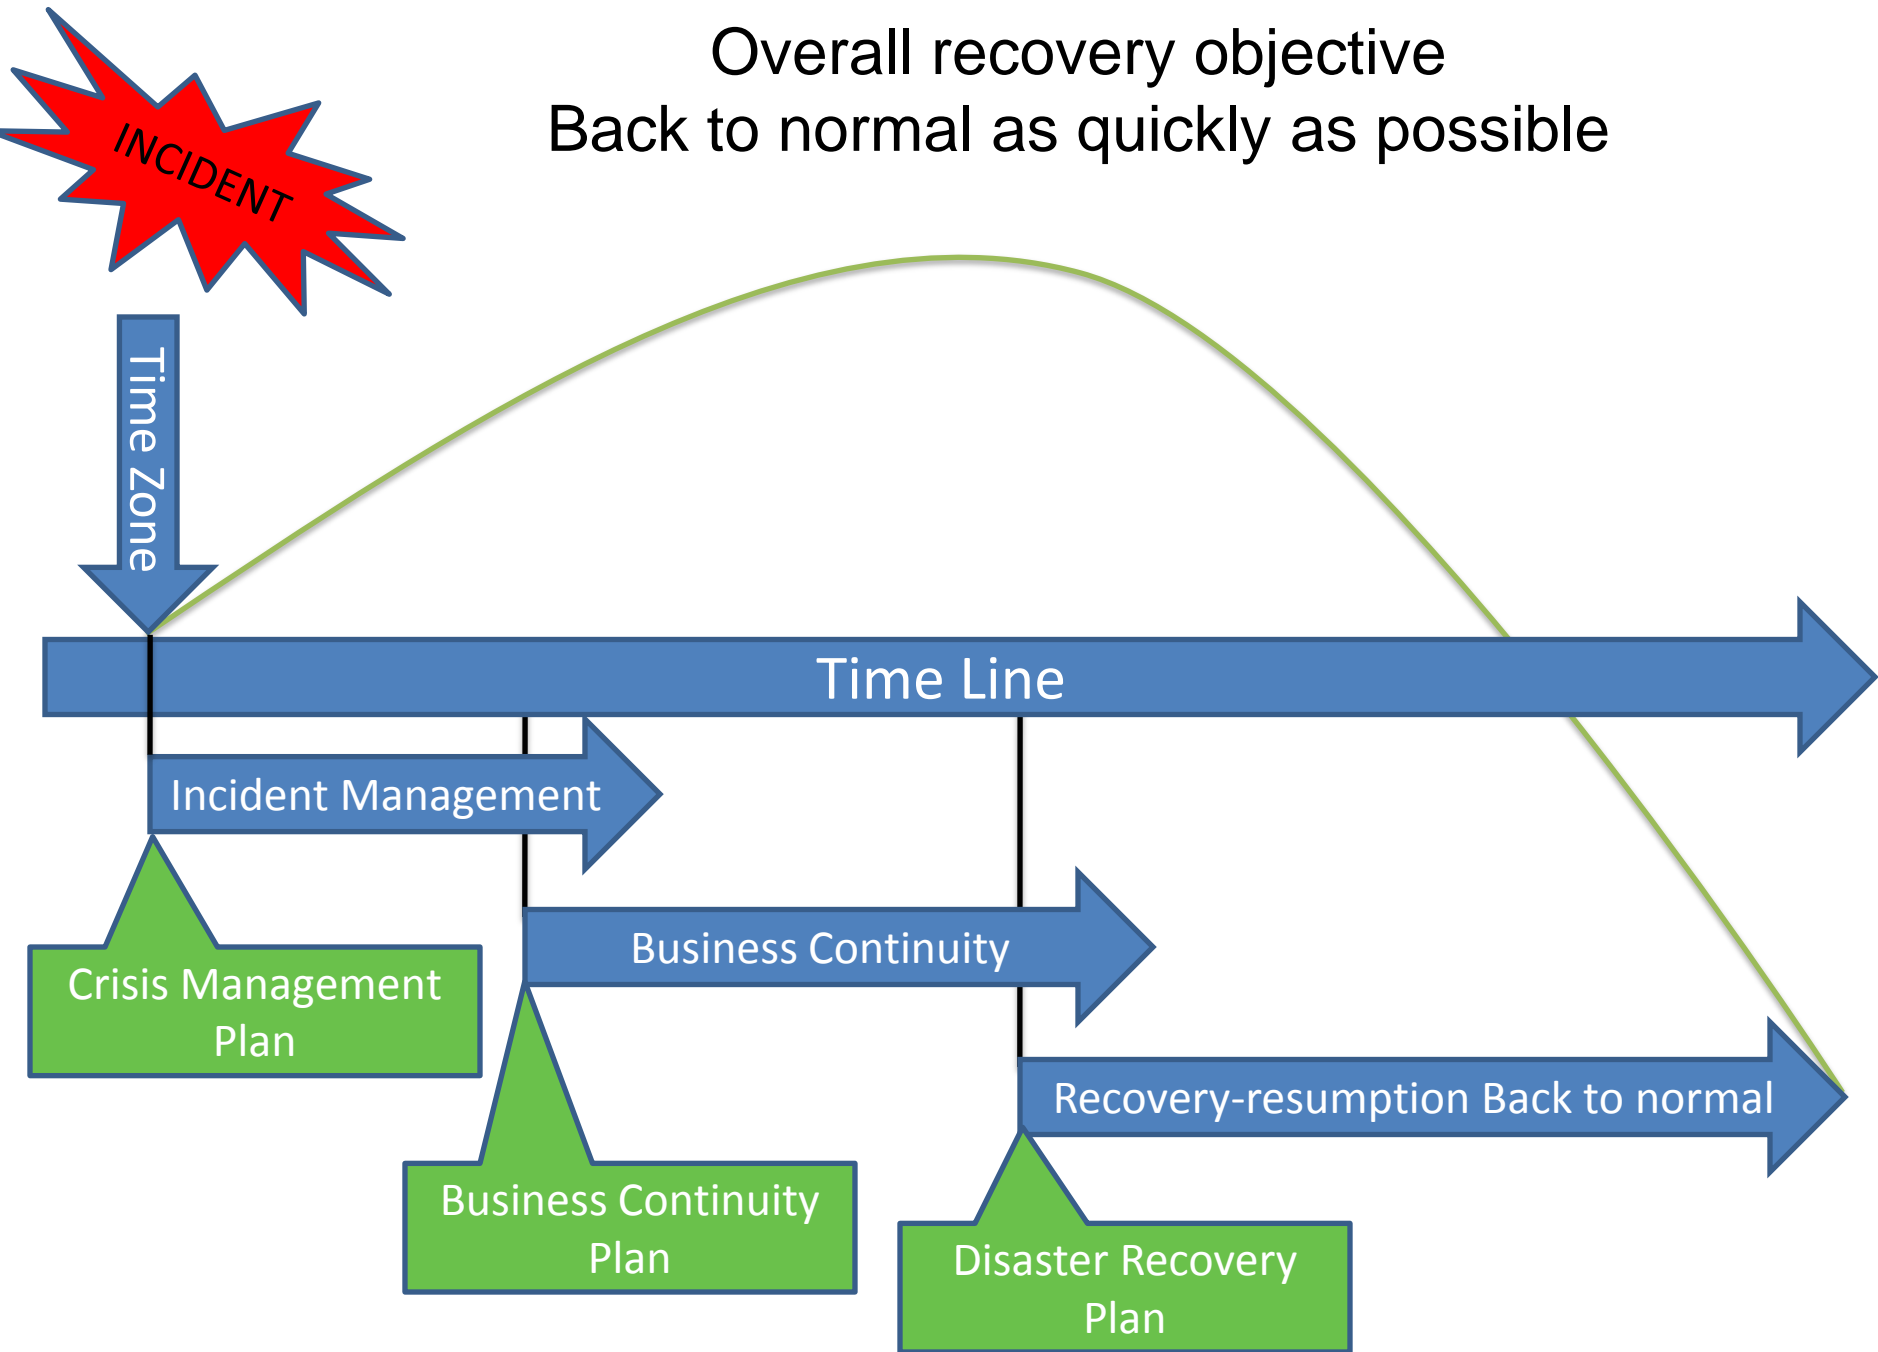 Overall recovery objective
Back to normal as quickly as possible
INCIDENT
Time Zone
Time Line
Incident Management
Business Continuity
Crisis Management
Plan
Recovery-resumption Back to normal
Business Continuity
Plan
Disaster Recovery
Plan